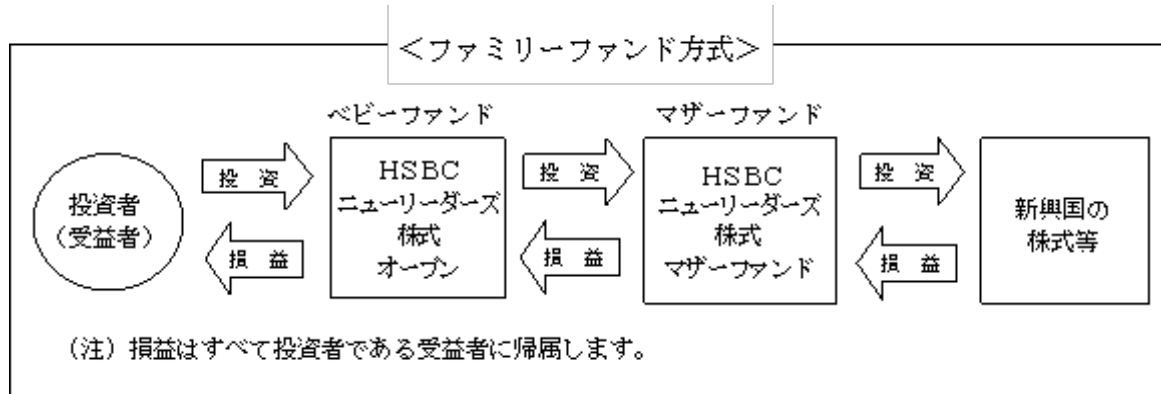 ＜ファミリーファンド方式＞
ベビーファンド
マザーファンド
投資者
（受益者）
投 資
損 益
HSBC
ニューリーダーズ
株式
オープン
投 資
損 益
HSBC
ニューリーダーズ
株式
マザーファンド
投 資
損 益
新興国の
株式等
（注）損益はすべて投資者である受益者に帰属します。